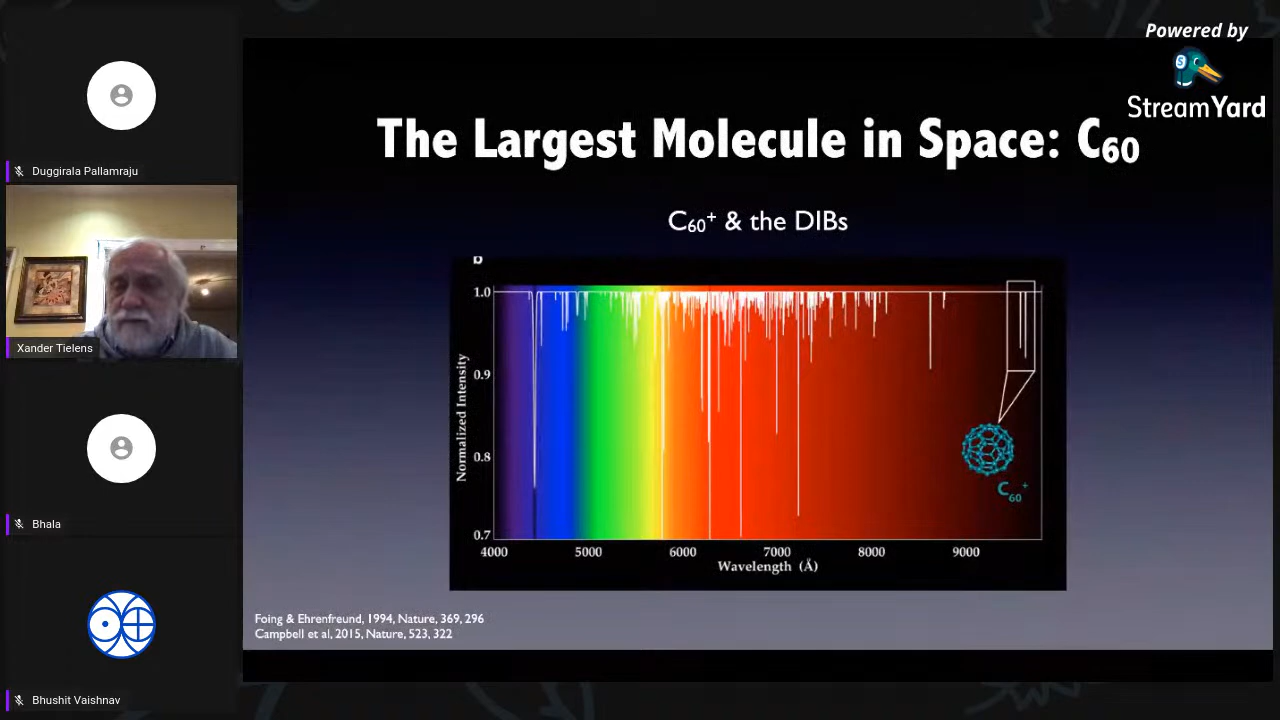 Powered by
StreamYard
Duggirala Pallamraju
Xander Tielens
Bhala
Bhushit Vaishnav
The Largest Molecule in Space: C₆₀
C₆₀⁺ & the DIBs
b
1.0
0.9
0.8
0.7
Normalized Intensity
4000 5000 6000 7000 8000 9000
Wavelength (Å)
C₆₀⁺
Foing & Ehrenfreund, 1994, Nature, 369, 296
Campbell et al, 2015, Nature, 523, 322